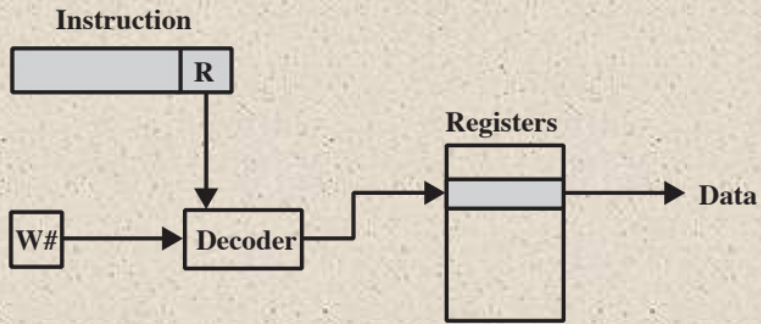 Instruction
R
Registers
Data
W#
Decoder